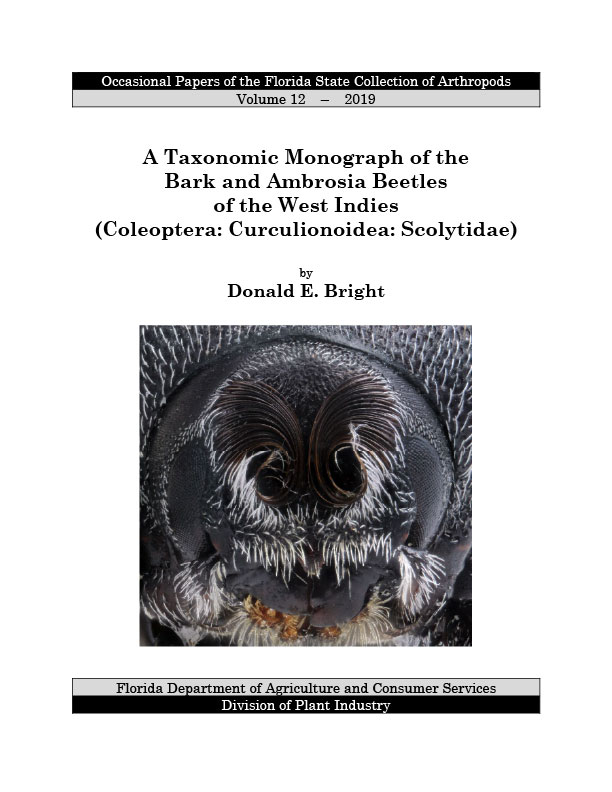 Occasional Papers of the Florida State Collection of Arthropods
Volume 12 – 2019
A Taxonomic Monograph of the
Bark and Ambrosia Beetles
of the West Indies
(Coleoptera: Curculionoidea: Scolytidae)
by
Donald E. Bright
Florida Department of Agriculture and Consumer Services
Division of Plant Industry